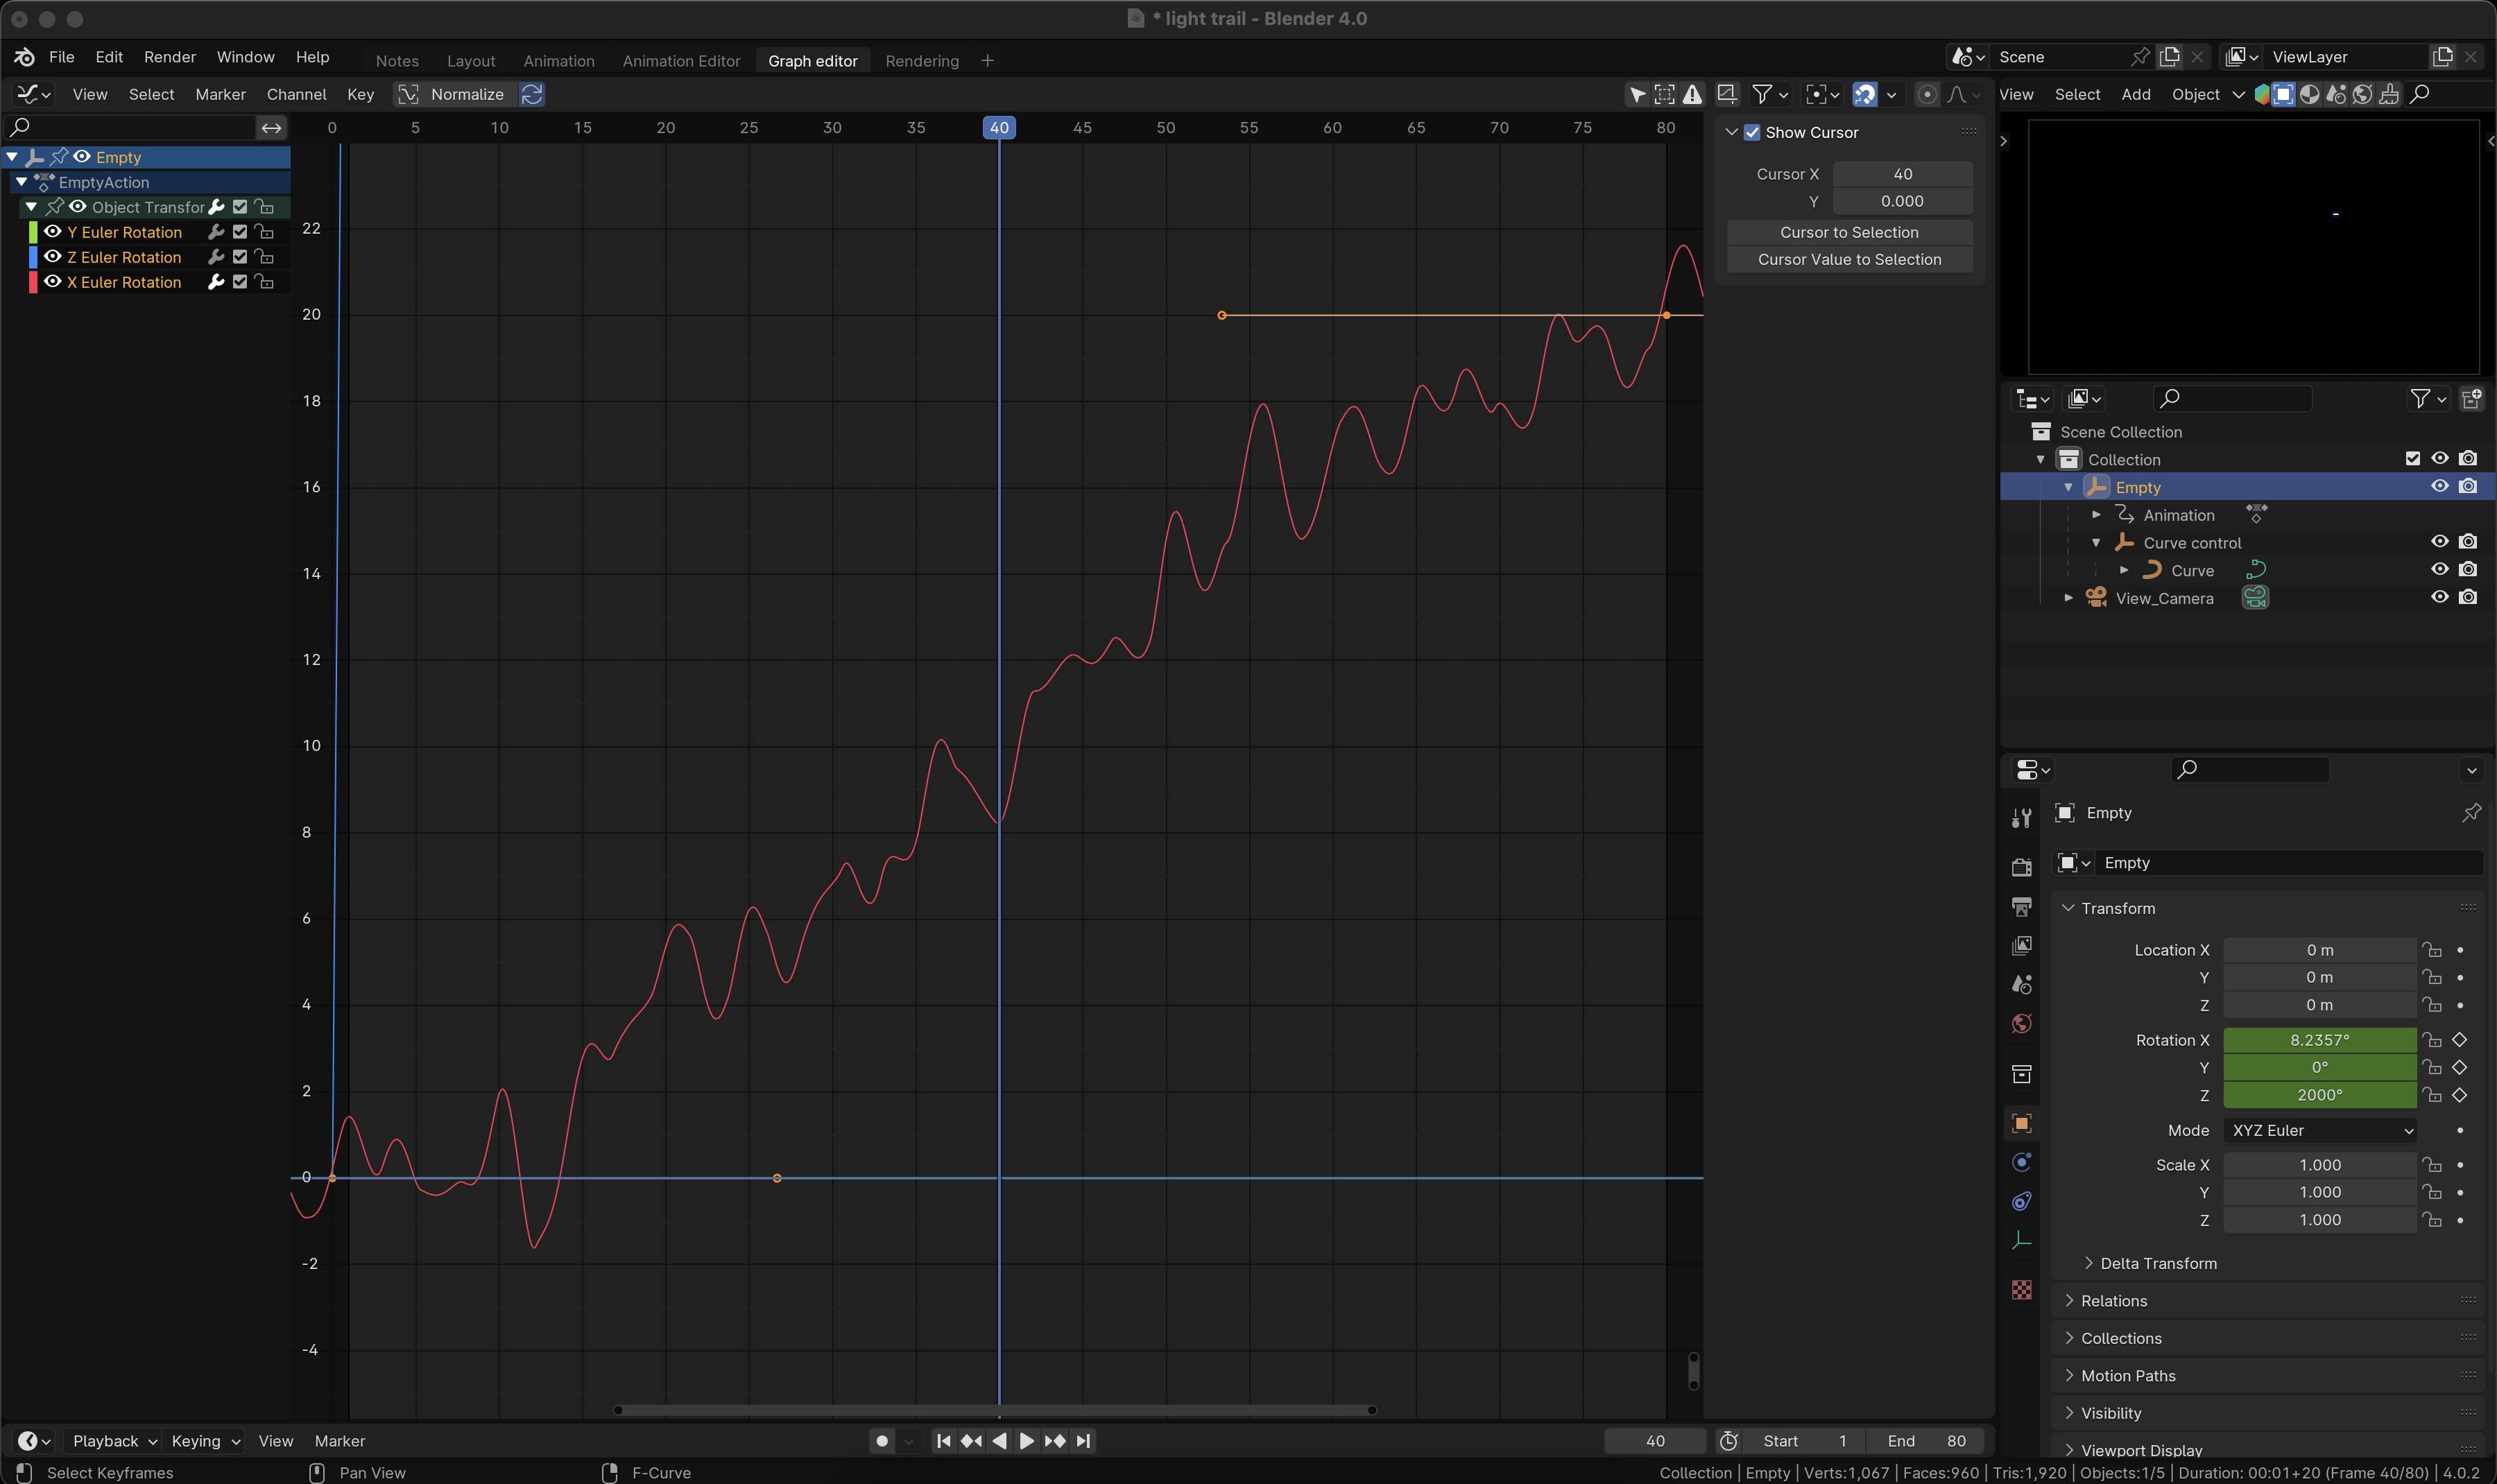 * light trail - Blender 4.0
File Edit Render Window Help Notes Layout Animation Animation Editor Graph editor Rendering + Scene ViewLayer
View Select Marker Channel Key Normalize View Select Add Object
0 5 10 15 20 25 30 35 40 45 50 55 60 65 70 75 80
Show Cursor
Cursor X 40
Y 0.000
Cursor to Selection
Cursor Value to Selection
Empty
EmptyAction
Object Transfor
Y Euler Rotation
Z Euler Rotation
X Euler Rotation
22
20
18
16
14
12
10
8
6
4
2
0
-2
-4
Scene Collection
Collection
Empty
Animation
Curve control
Curve
View_Camera
Empty
Empty
Transform
Location X 0 m
Y 0 m
Z 0 m
Rotation X 8.2357°
Y 0°
Z 2000°
Mode XYZ Euler
Scale X 1.000
Y 1.000
Z 1.000
Delta Transform
Relations
Collections
Motion Paths
Visibility
Viewport Display
Playback Keying View Marker 40 Start 1 End 80
Select Keyframes Pan View F-Curve Collection | Empty | Verts:1,067 | Faces:960 | Tris:1,920 | Objects:1/5 | Duration: 00:01+20 (Frame 40/80) | 4.0.2